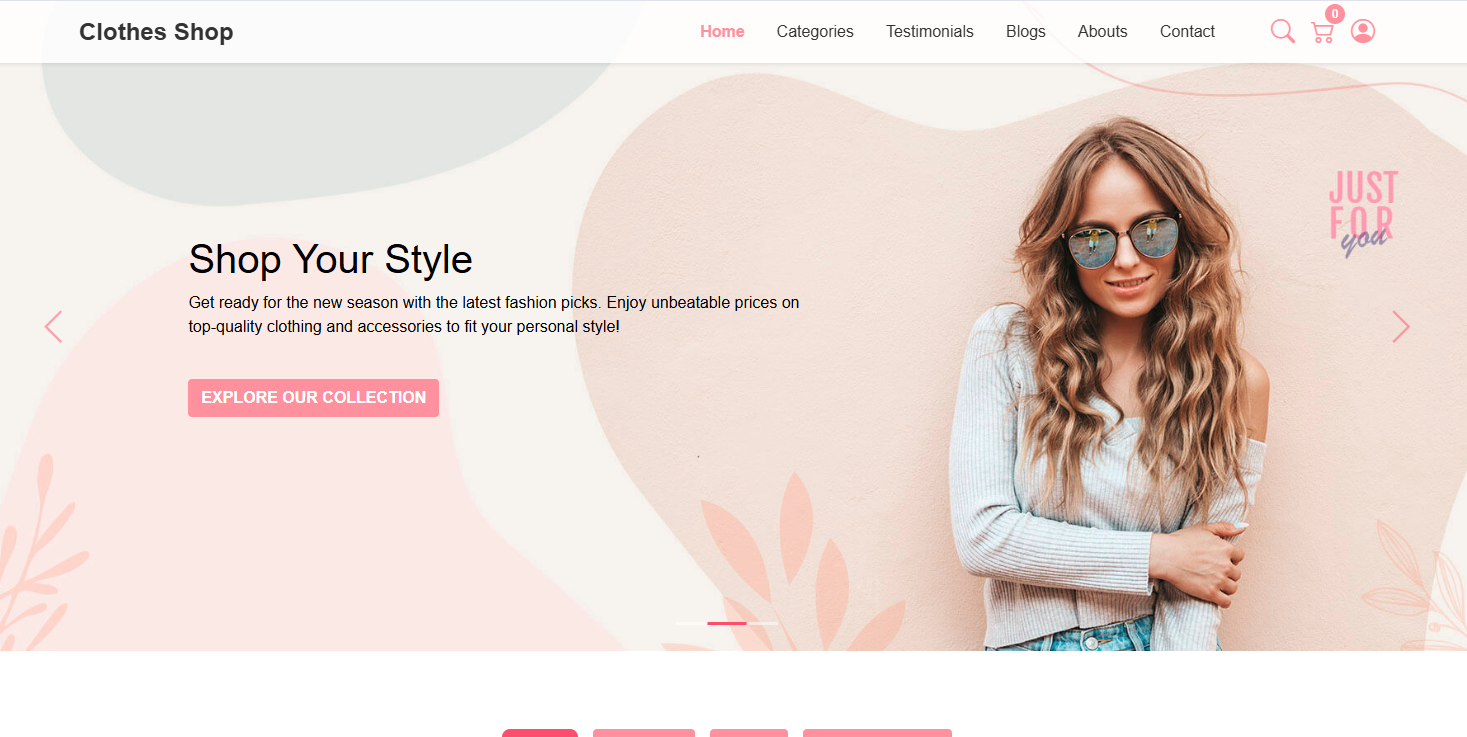 Clothes Shop
Home
Categories
Testimonials
Blogs
Abouts
Contact
0
JUST
FOR
you
Shop Your Style
Get ready for the new season with the latest fashion picks. Enjoy unbeatable prices on
top-quality clothing and accessories to fit your personal style!
EXPLORE OUR COLLECTION